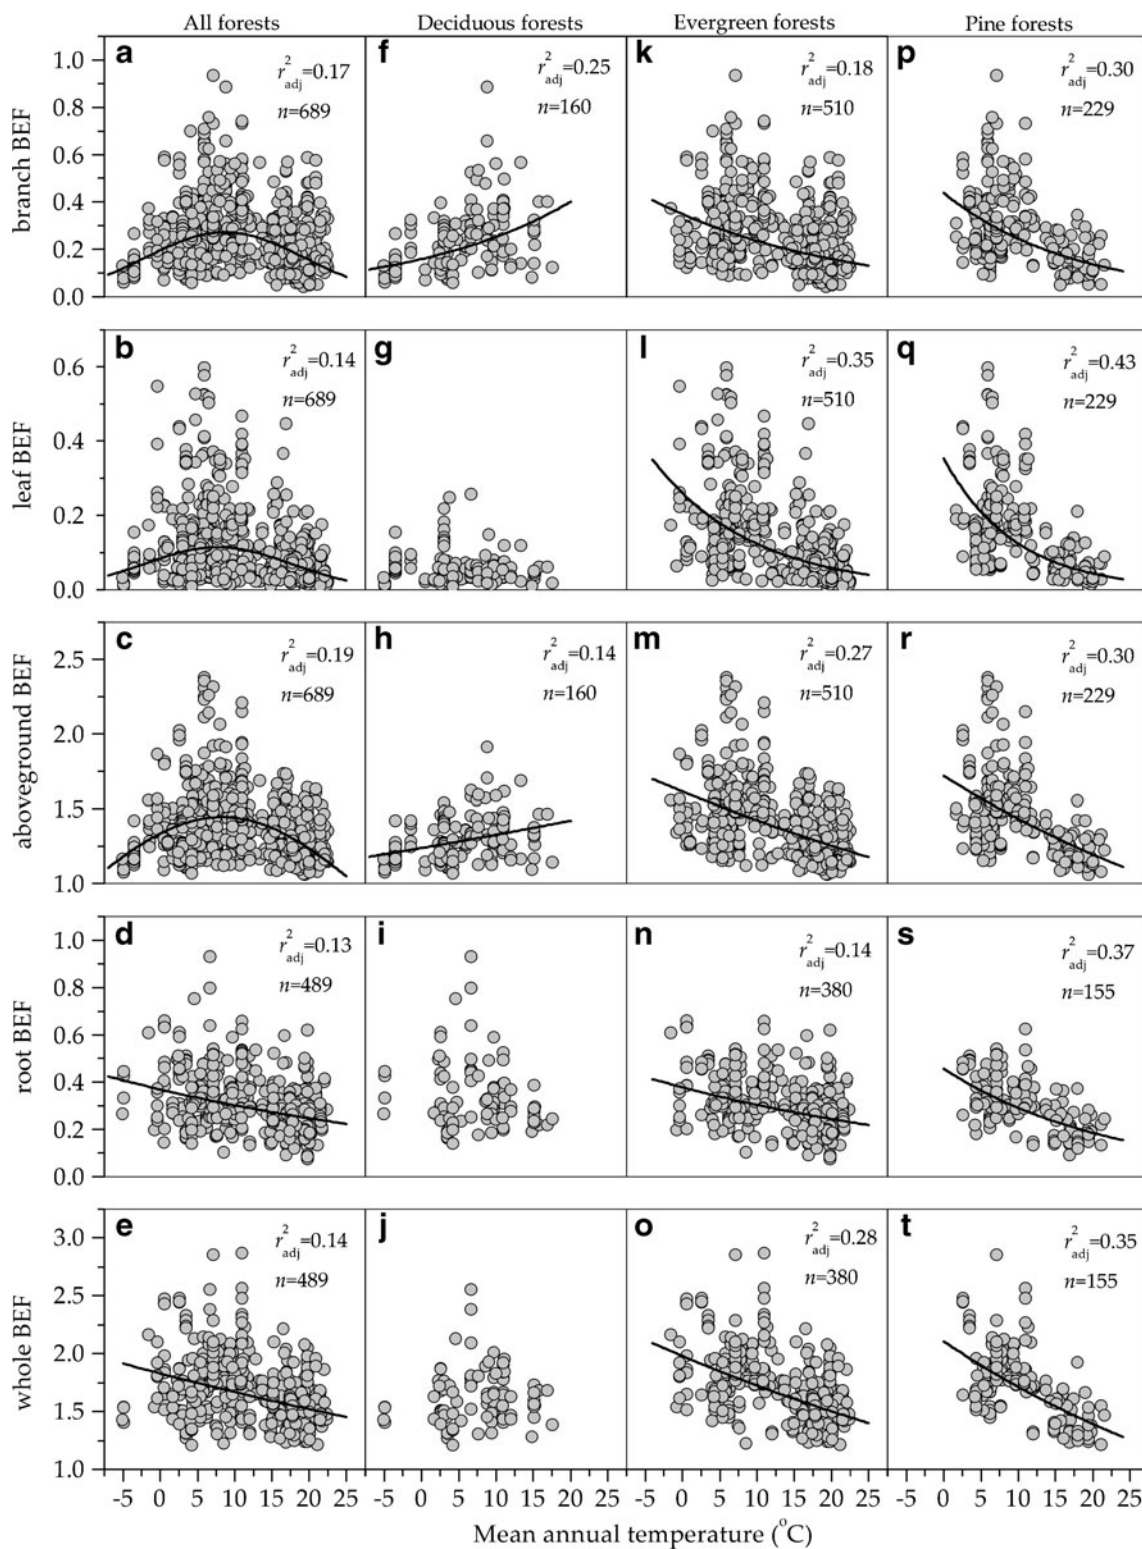 All forests Deciduous forests Evergreen forests Pine forests
a r²adj=0.17 n=689
f r²adj=0.25 n=160
k r²adj=0.18 n=510
p r²adj=0.30 n=229
branch BEF
1.0
0.8
0.6
0.4
0.2
0.0
b r²adj=0.14 n=689
g
l r²adj=0.35 n=510
q r²adj=0.43 n=229
leaf BEF
0.6
0.4
0.2
0.0
c r²adj=0.19 n=689
h r²adj=0.14 n=160
m r²adj=0.27 n=510
r r²adj=0.30 n=229
aboveground BEF
2.5
2.0
1.5
1.0
d r²adj=0.13 n=489
i
n r²adj=0.14 n=380
s r²adj=0.37 n=155
root BEF
1.0
0.8
0.6
0.4
0.2
0.0
e r²adj=0.14 n=489
j
o r²adj=0.28 n=380
t r²adj=0.35 n=155
whole BEF
3.0
2.5
2.0
1.5
1.0
-5 0 5 10 15 20 25 -5 0 5 10 15 20 25 -5 0 5 10 15 20 25 -5 0 5 10 15 20 25
Mean annual temperature (°C)